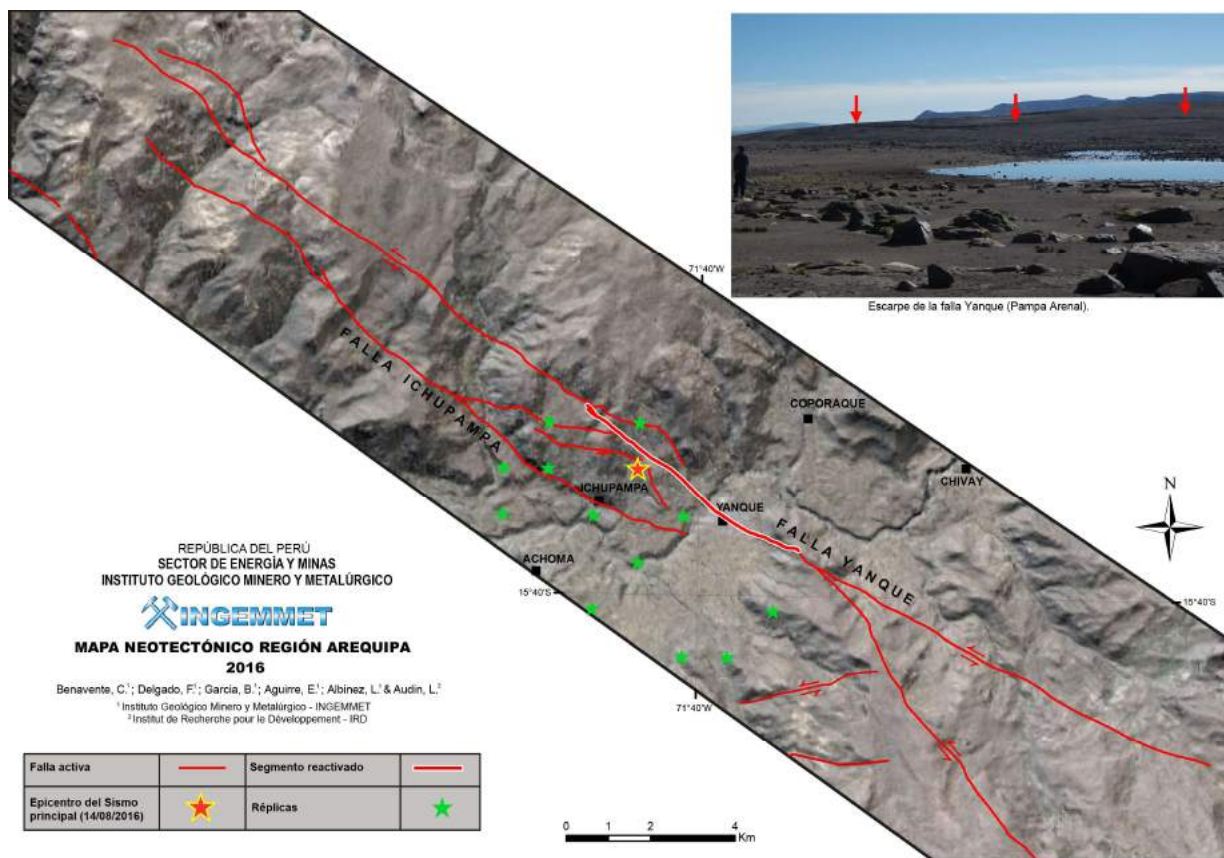 71°40'W
Escarpe de la falla Yanque (Pampa Arenal).
FALLA ICHUPAMPA
COPORAQUE
CHIVAY
N
ICHUPAMPA
YANQUE
FALLA YANQUE
ACHOMA
15°40'S
15°40'S
REPÚBLICA DEL PERÚ
SECTOR DE ENERGÍA Y MINAS
INSTITUTO GEOLÓGICO MINERO Y METALÚRGICO
INGEMMET
MAPA NEOTECTÓNICO REGIÓN AREQUIPA
2016
Benavente, C.¹; Delgado, F.¹; García, B.¹; Aguirre, E.¹; Albinez, L.¹ & Audin, L.²
¹ Instituto Geológico Minero y Metalúrgico - INGEMMET
² Institut de Recherche pour le Développement - IRD
71°40'W
Falla activa
Segmento reactivado
Epicentro del Sismo
principal (14/08/2016)
Réplicas
0 1 2 4
Km